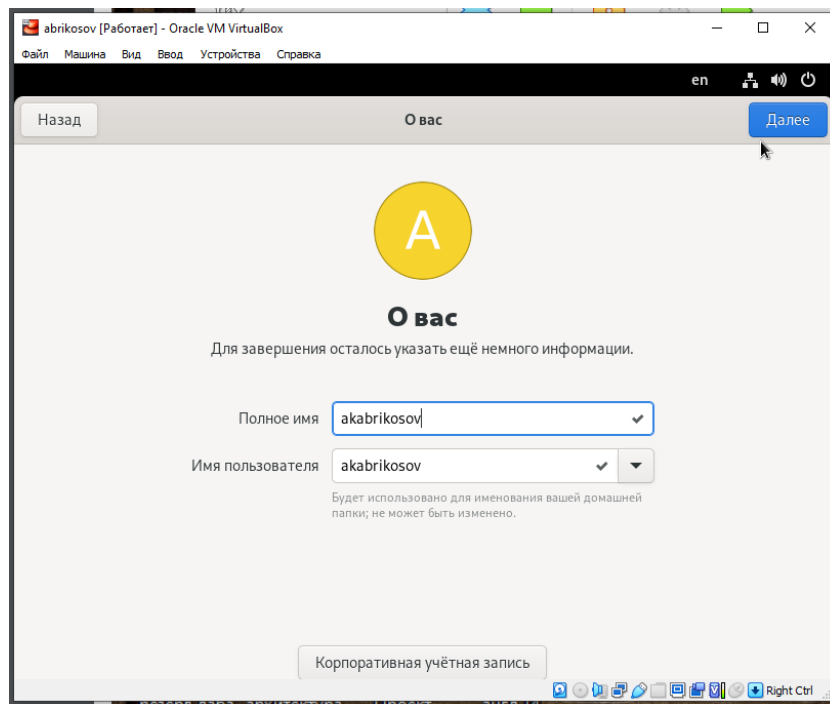 abrikosov [Работает] - Oracle VM VirtualBox
Файл Машина Вид Ввод Устройства Справка
en
Назад О вас Далее
A
О вас
Для завершения осталось указать ещё немного информации.
Полное имя akabrikosov
Имя пользователя akabrikosov
Будет использовано для именования вашей домашней
папки; не может быть изменено.
Корпоративная учётная запись
Right Ctrl